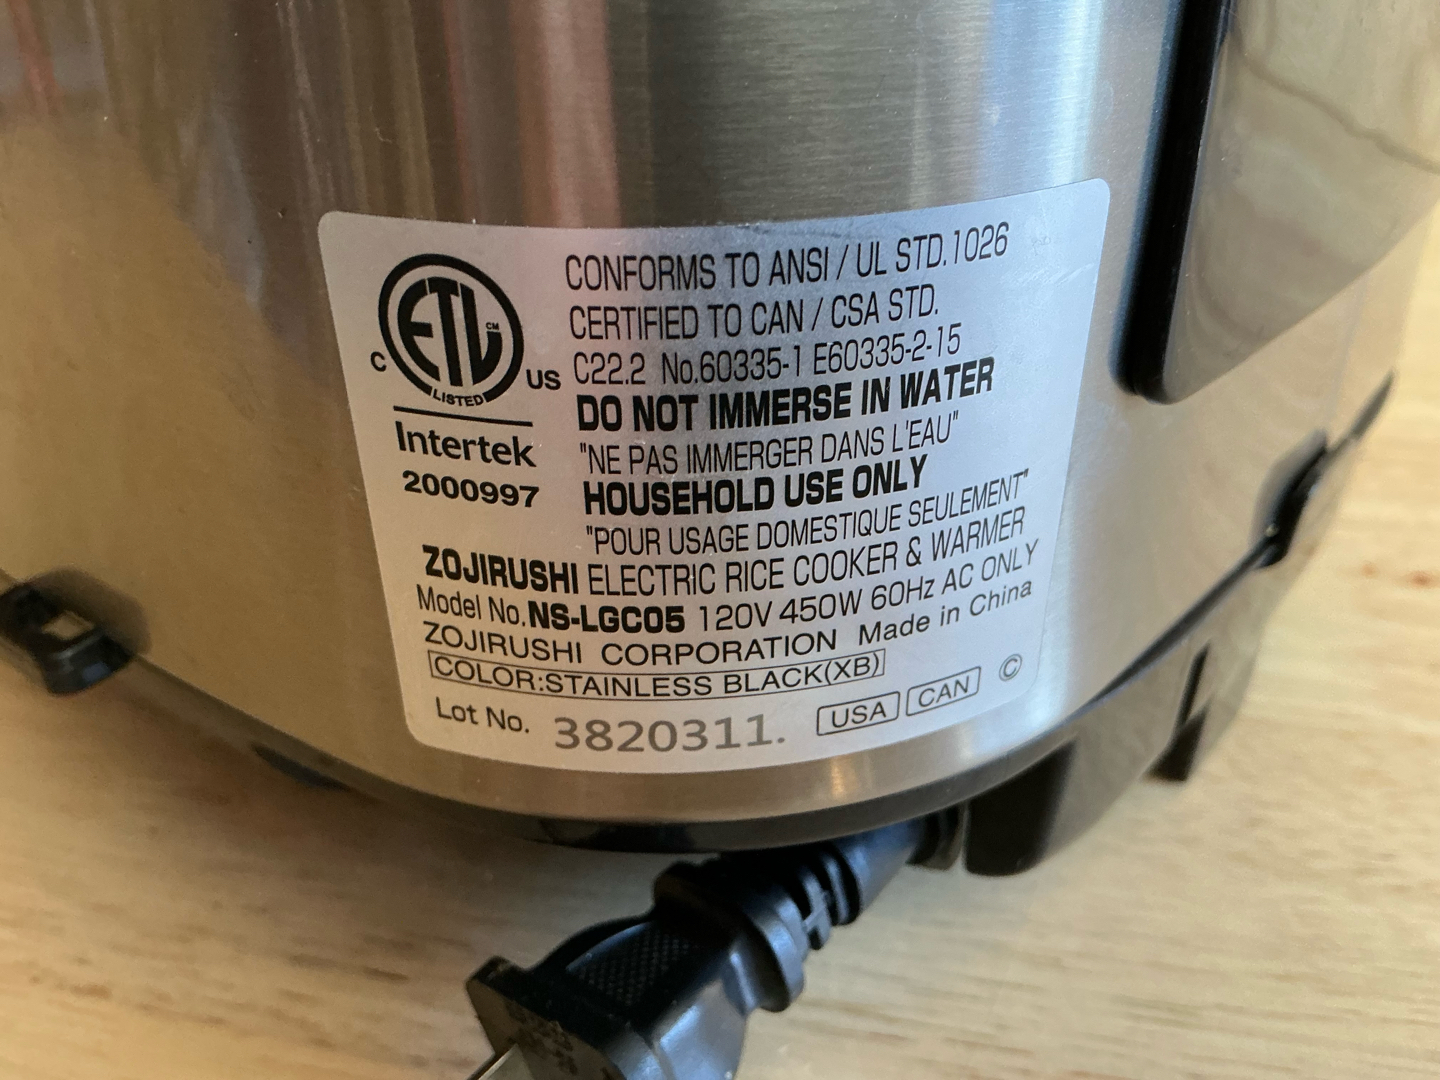 CONFORMS TO ANSI / UL STD.1026
CERTIFIED TO CAN / CSA STD.
C22.2 No.60335-1 E60335-2-15
DO NOT IMMERSE IN WATER
"NE PAS IMMERGER DANS L'EAU"
HOUSEHOLD USE ONLY
"POUR USAGE DOMESTIQUE SEULEMENT"
C ETL CM US
LISTED
Intertek
2000997
ZOJIRUSHI ELECTRIC RICE COOKER & WARMER
Model No.NS-LGC05 120V 450W 60Hz AC ONLY
ZOJIRUSHI CORPORATION Made in China
COLOR:STAINLESS BLACK(XB)
Lot No. 3820311. USA CAN ©